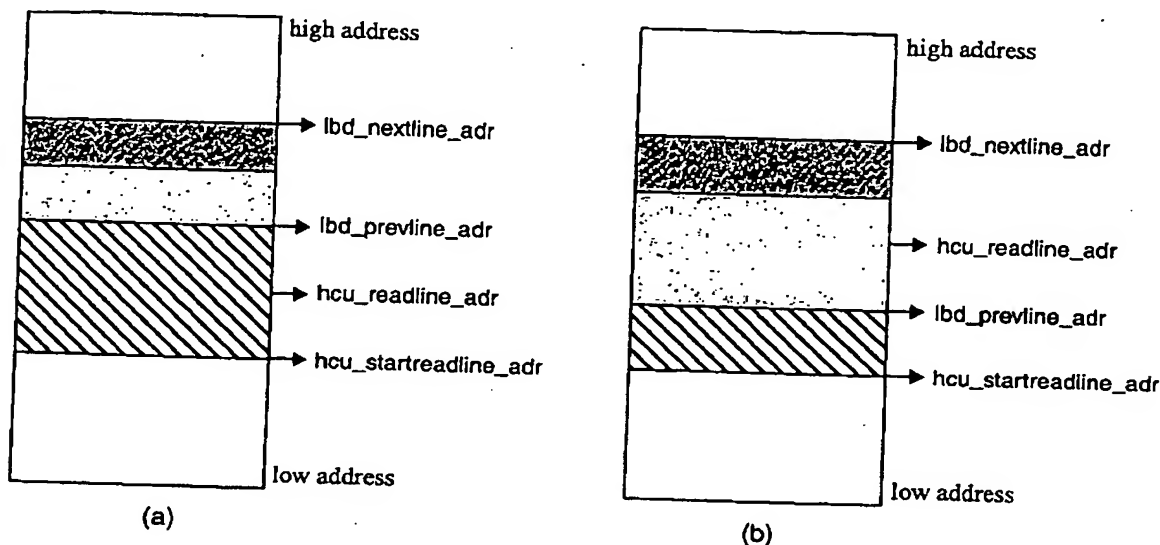 high address
lbd_nextline_adr
lbd_prevline_adr
hcu_readline_adr
hcu_startreadline_adr
low address
(a)
high address
lbd_nextline_adr
hcu_readline_adr
lbd_prevline_adr
hcu_startreadline_adr
low address
(b)